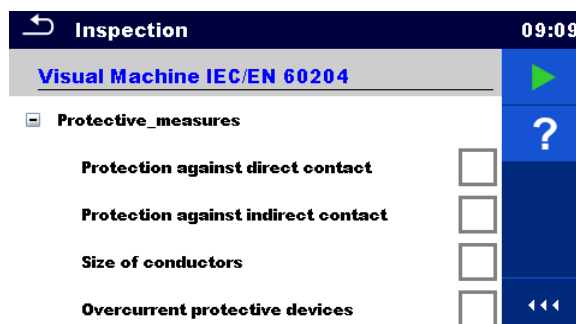 Inspection 09:09
Visual Machine IEC/EN 60204
?
Protective_measures
Protection against direct contact
Protection against indirect contact
Size of conductors
Overcurrent protective devices